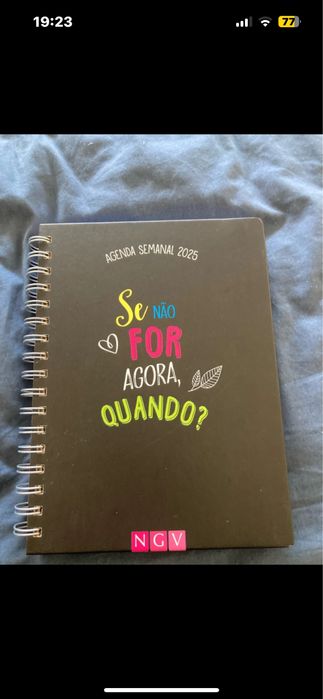 19:23
77
AGENDA SEMANAL 2025
Se NÃO
FOR
AGORA,
QUANDO?
NGV